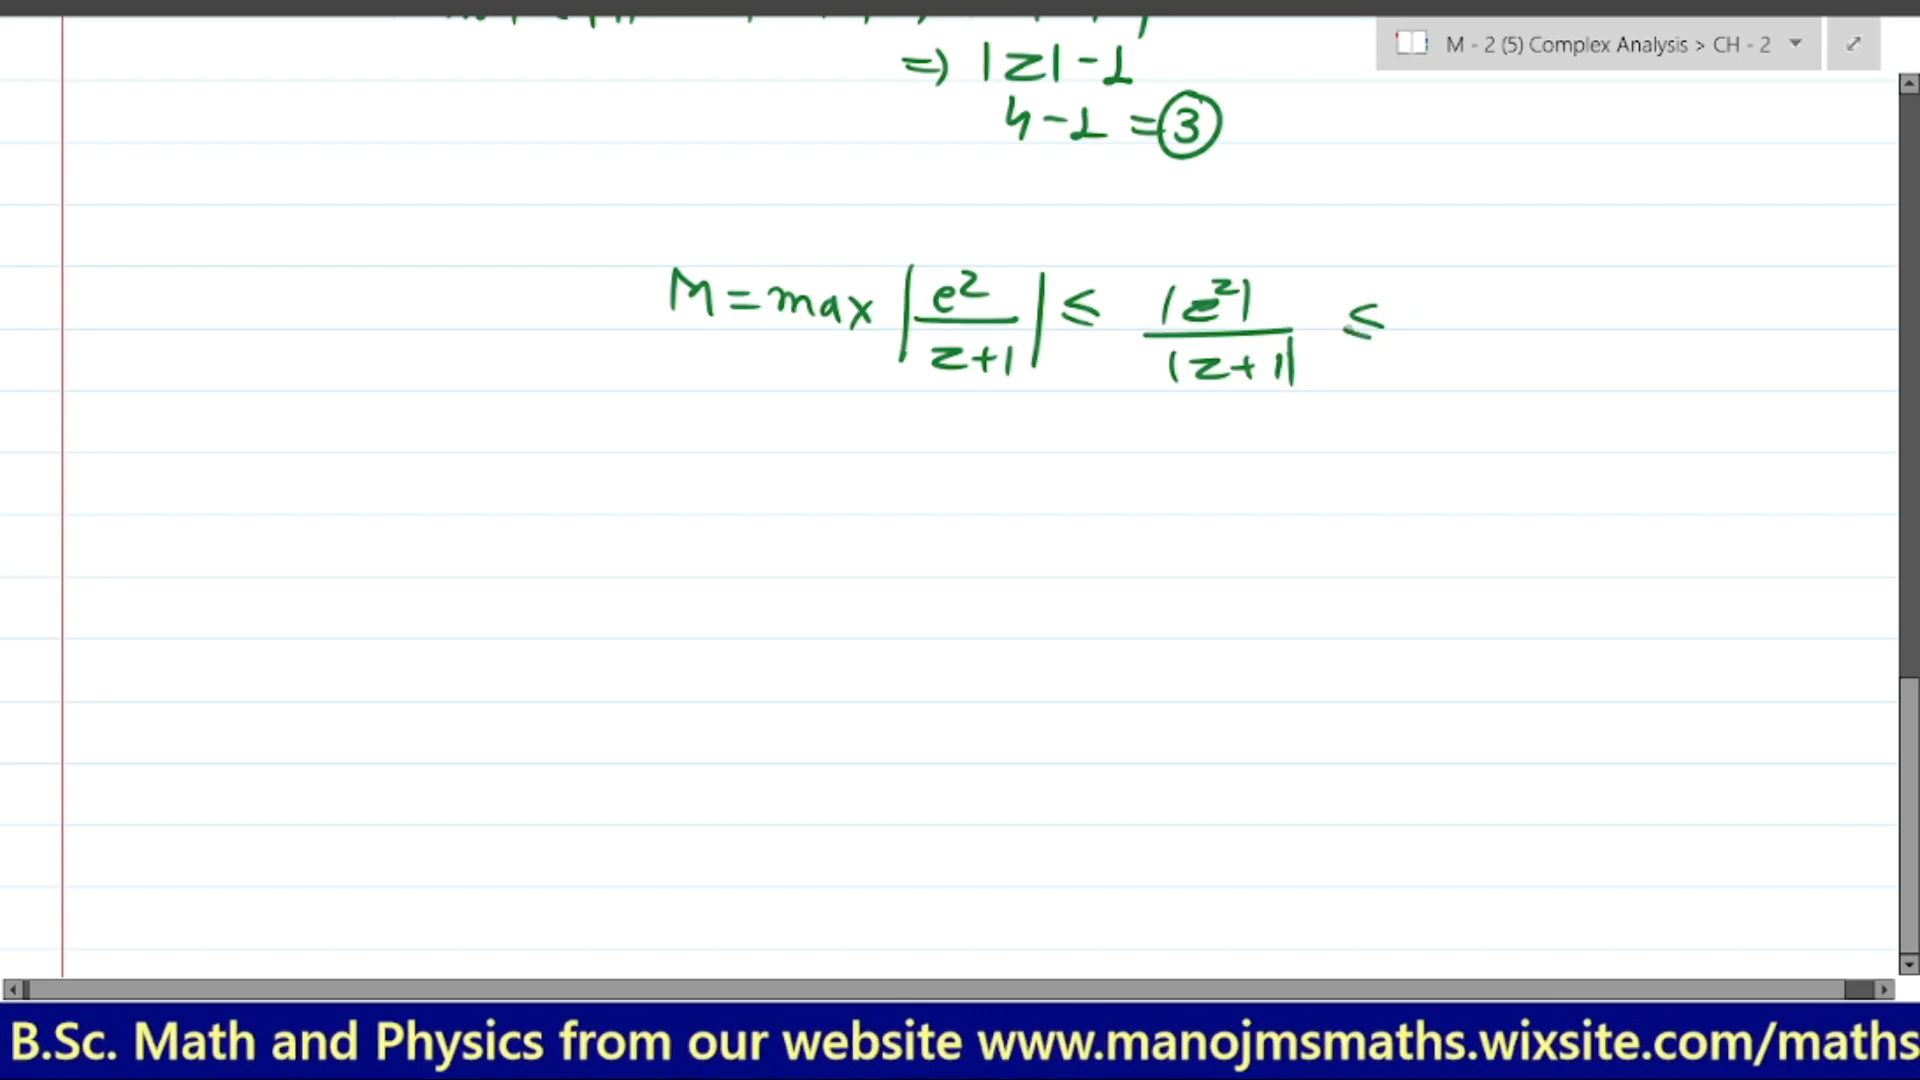 M - 2 (5) Complex Analysis > CH - 2
=> |z| - 1
4 - 1 = 3
M = max |e^2 / z+1| ≤ |e^z| / |z+1| ≤
B.Sc. Math and Physics from our website www.manojmsmaths.wixsite.com/maths